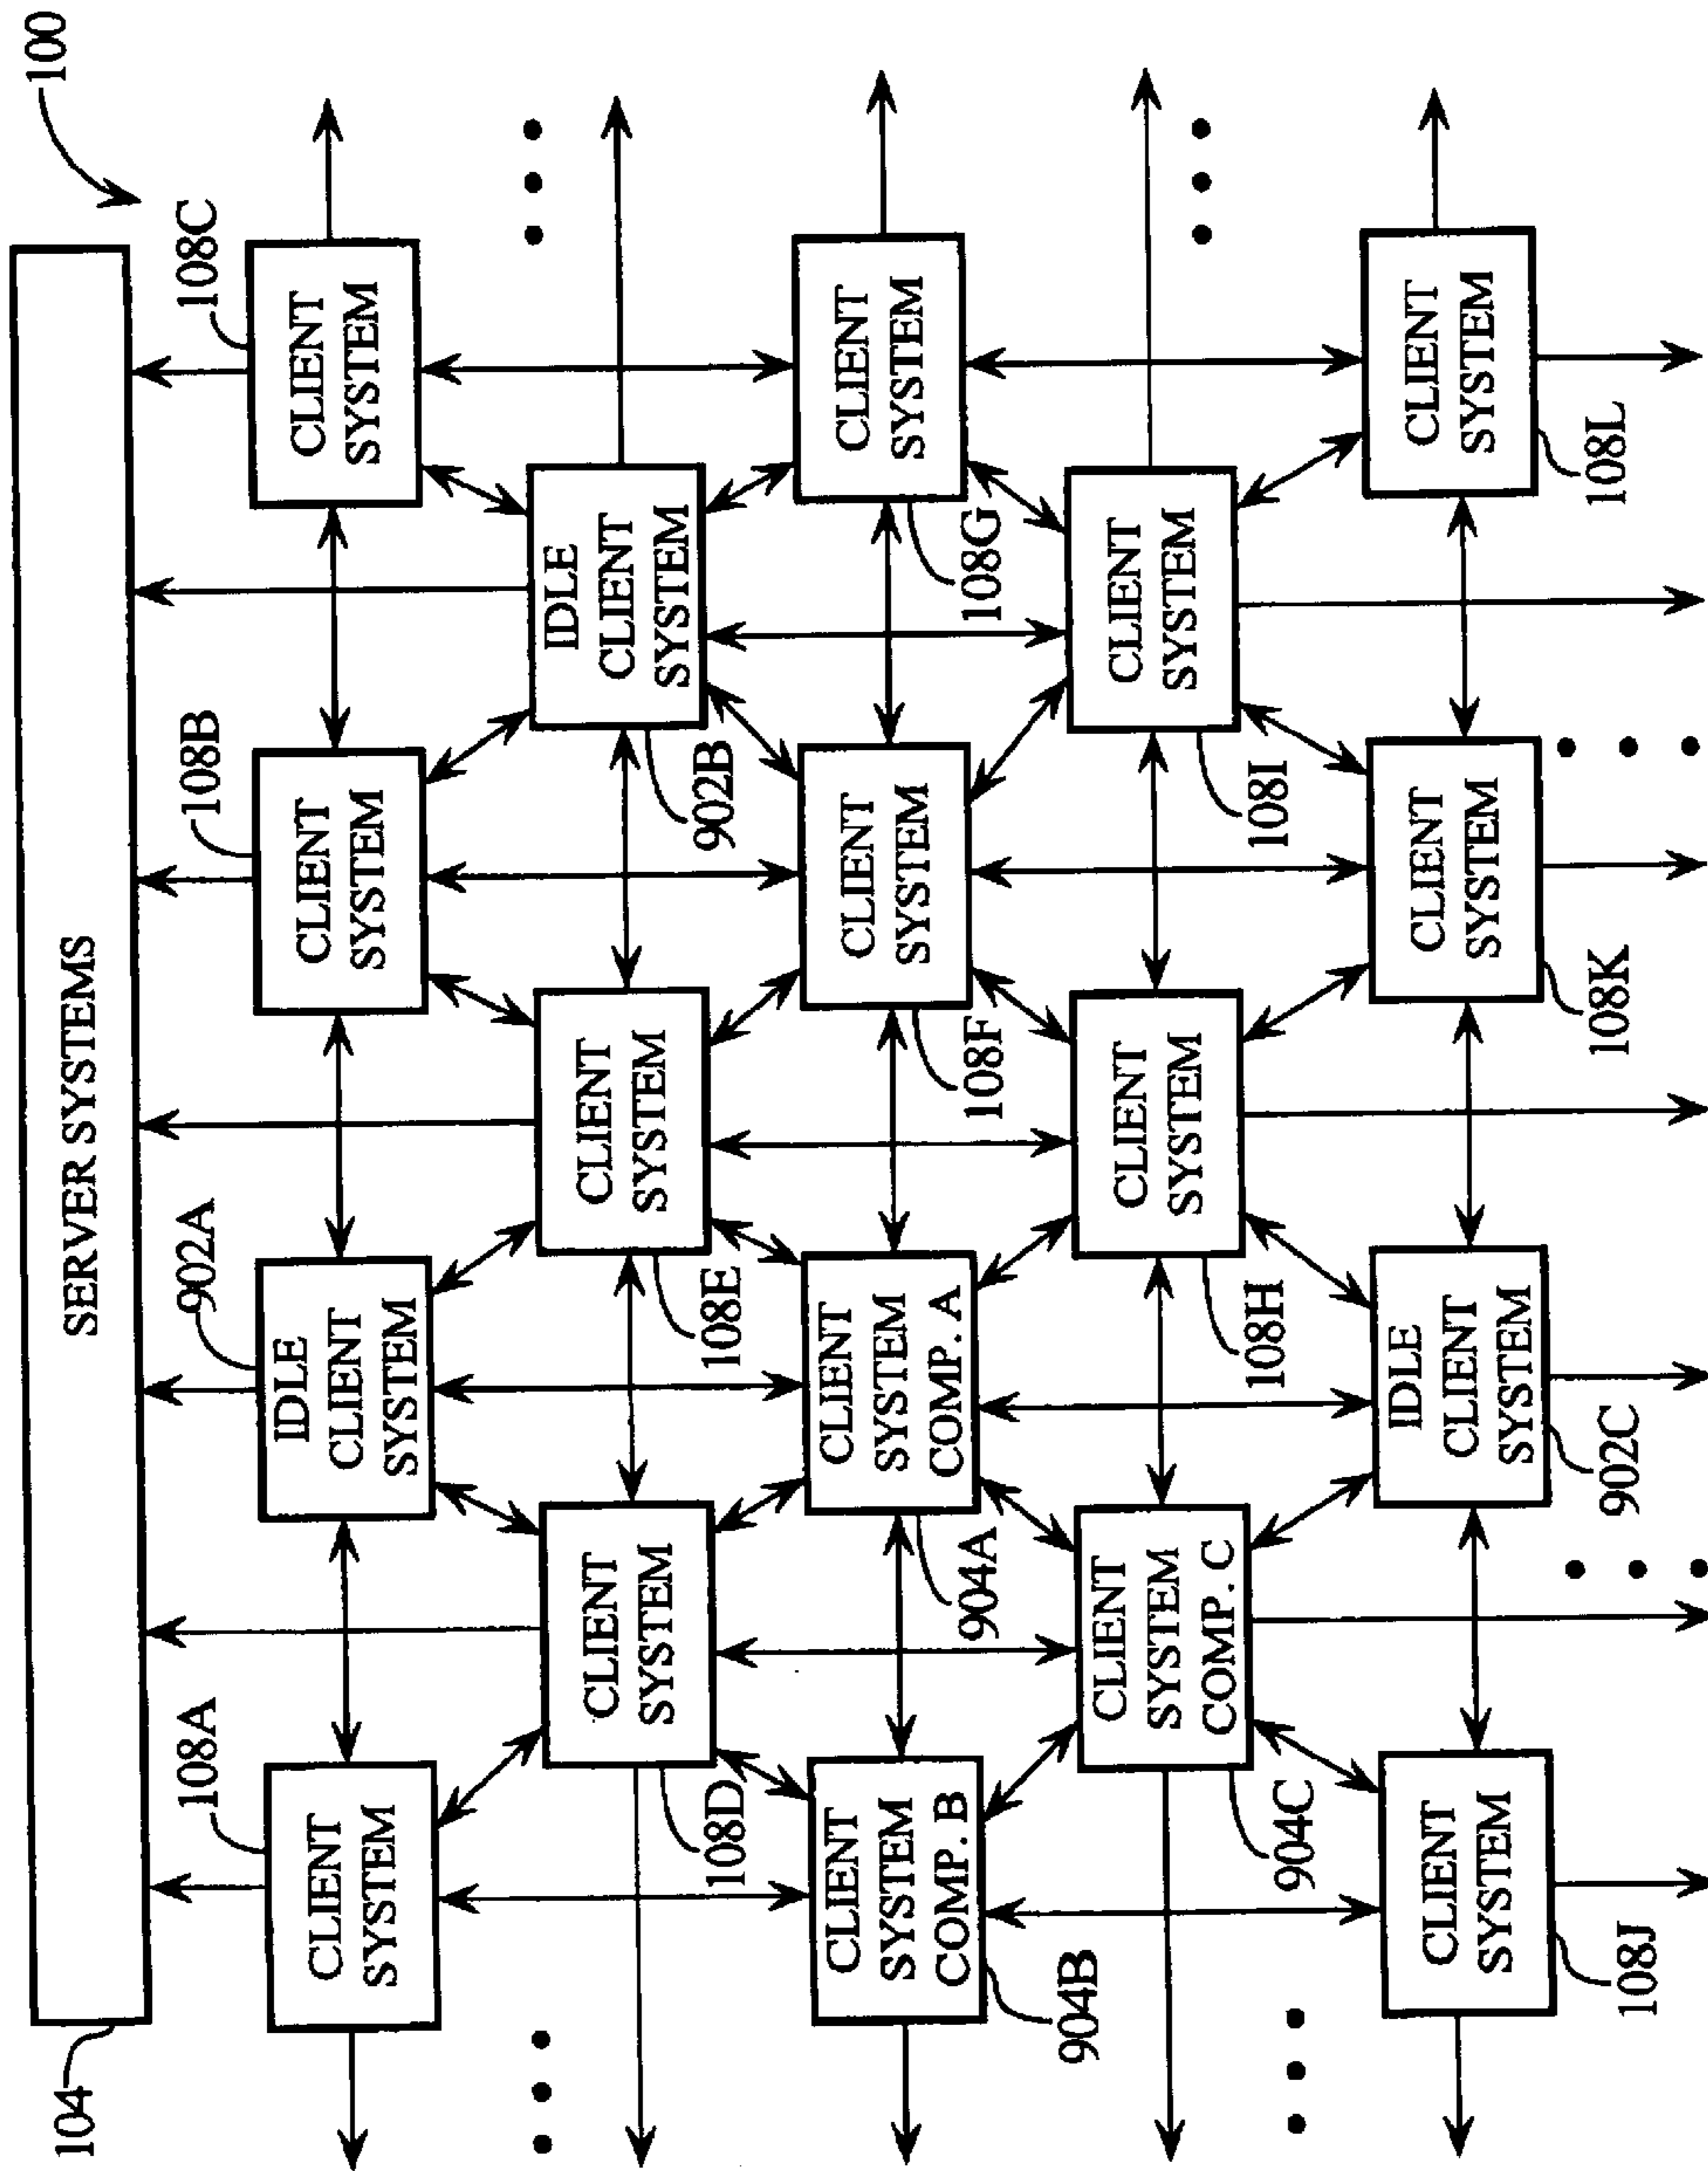 100
104
SERVER SYSTEMS
108A
902A
108B
108C
CLIENT
SYSTEM
IDLE
CLIENT
SYSTEM
CLIENT
SYSTEM
CLIENT
SYSTEM
CLIENT
SYSTEM
CLIENT
SYSTEM
IDLE
CLIENT
SYSTEM
108D
108E
902B
CLIENT
SYSTEM
COMP. B
CLIENT
SYSTEM
COMP. A
CLIENT
SYSTEM
CLIENT
SYSTEM
904B
904A
108F
108G
CLIENT
SYSTEM
COMP. C
CLIENT
SYSTEM
CLIENT
SYSTEM
904C
108H
108I
CLIENT
SYSTEM
IDLE
CLIENT
SYSTEM
CLIENT
SYSTEM
CLIENT
SYSTEM
108J
902C
108K
108L